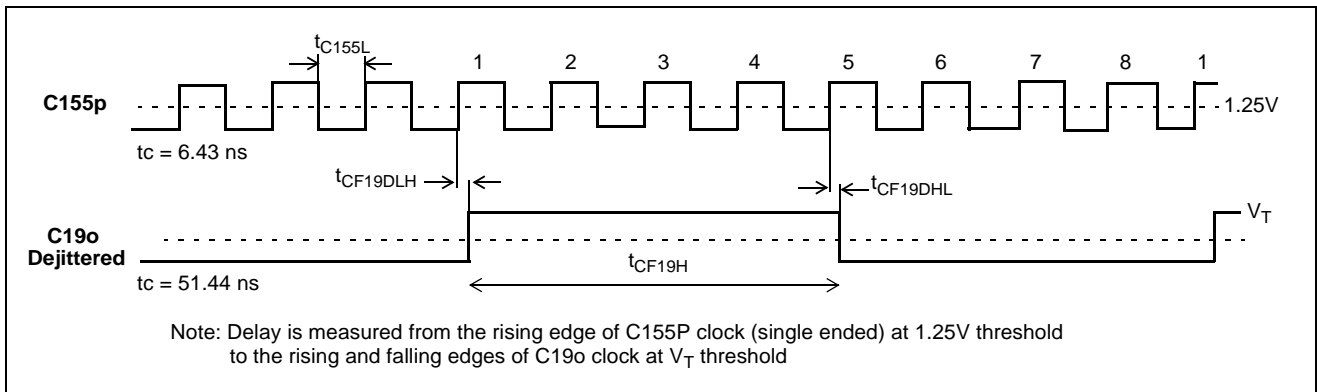 tC155L
1 2 3 4 5 6 7 8 1
C155p
1.25V
tc = 6.43 ns
tCF19DLH
tCF19DHL
VT
C19o
Dejittered
tCF19H
tc = 51.44 ns
Note: Delay is measured from the rising edge of C155P clock (single ended) at 1.25V threshold
to the rising and falling edges of C19o clock at VT threshold